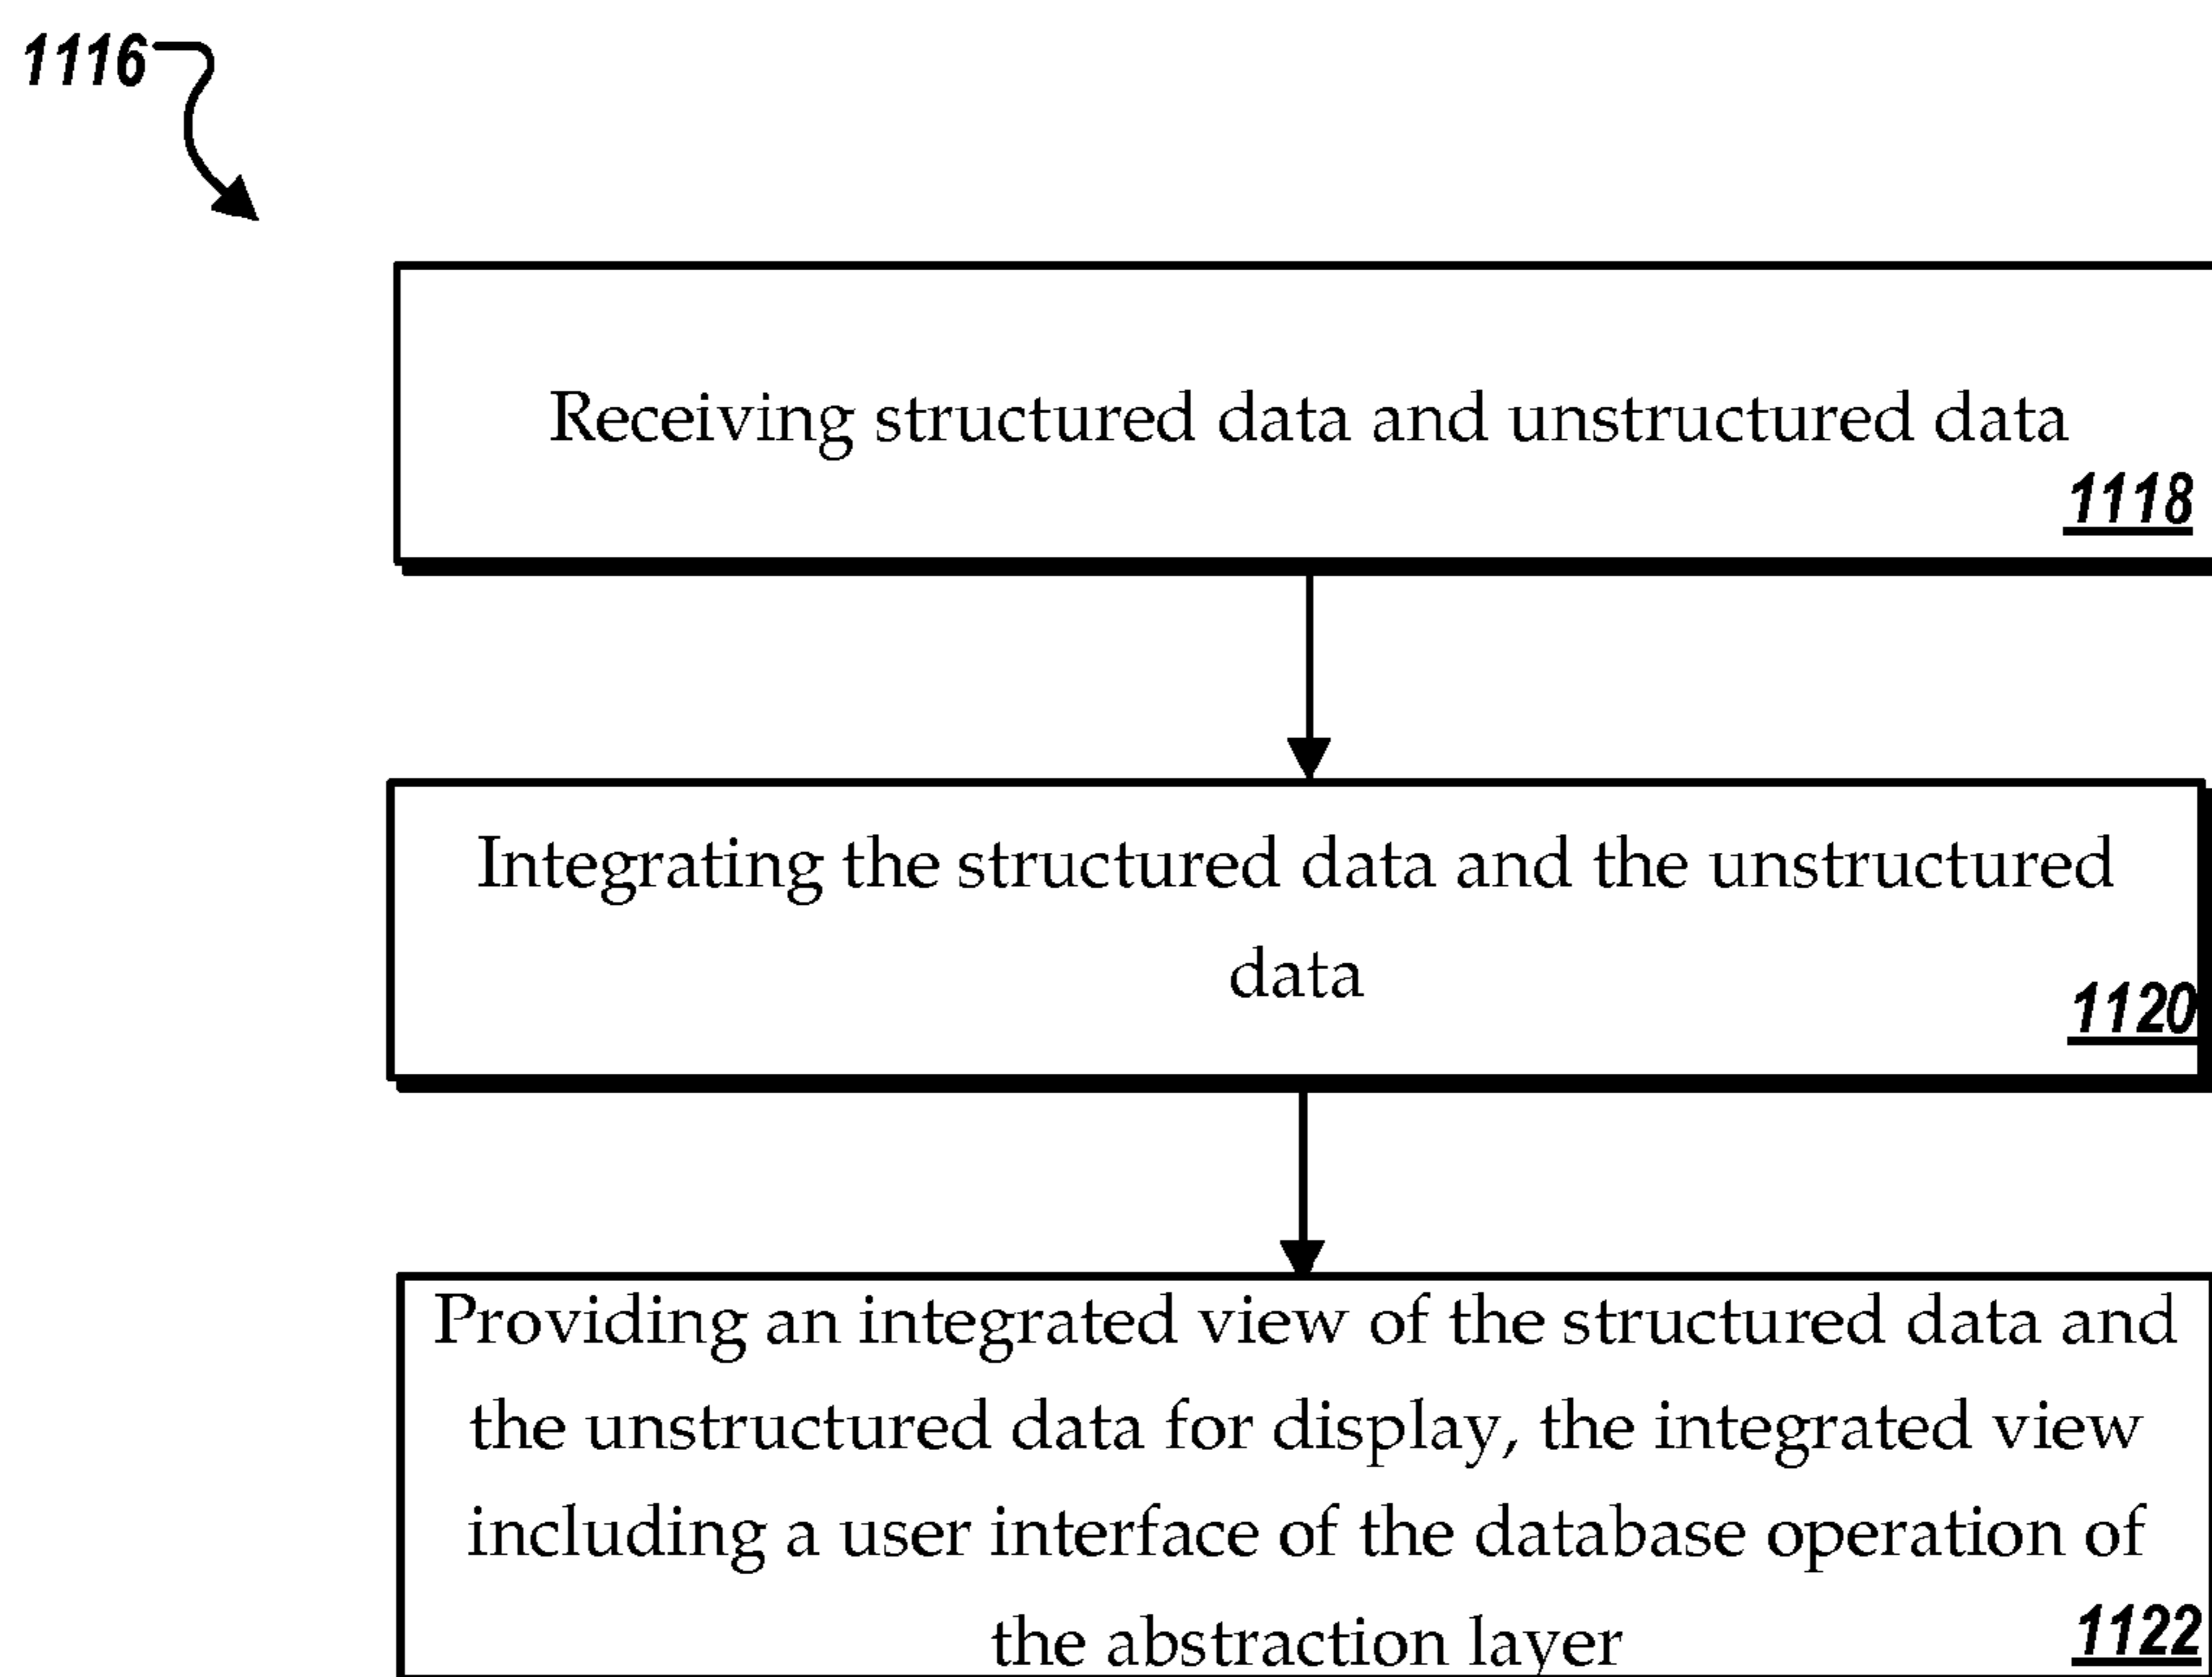 1116
Receiving structured data and unstructured data
1118
Integrating the structured data and the unstructured
data
1120
Providing an integrated view of the structured data and
the unstructured data for display, the integrated view
including a user interface of the database operation of
the abstraction layer
1122